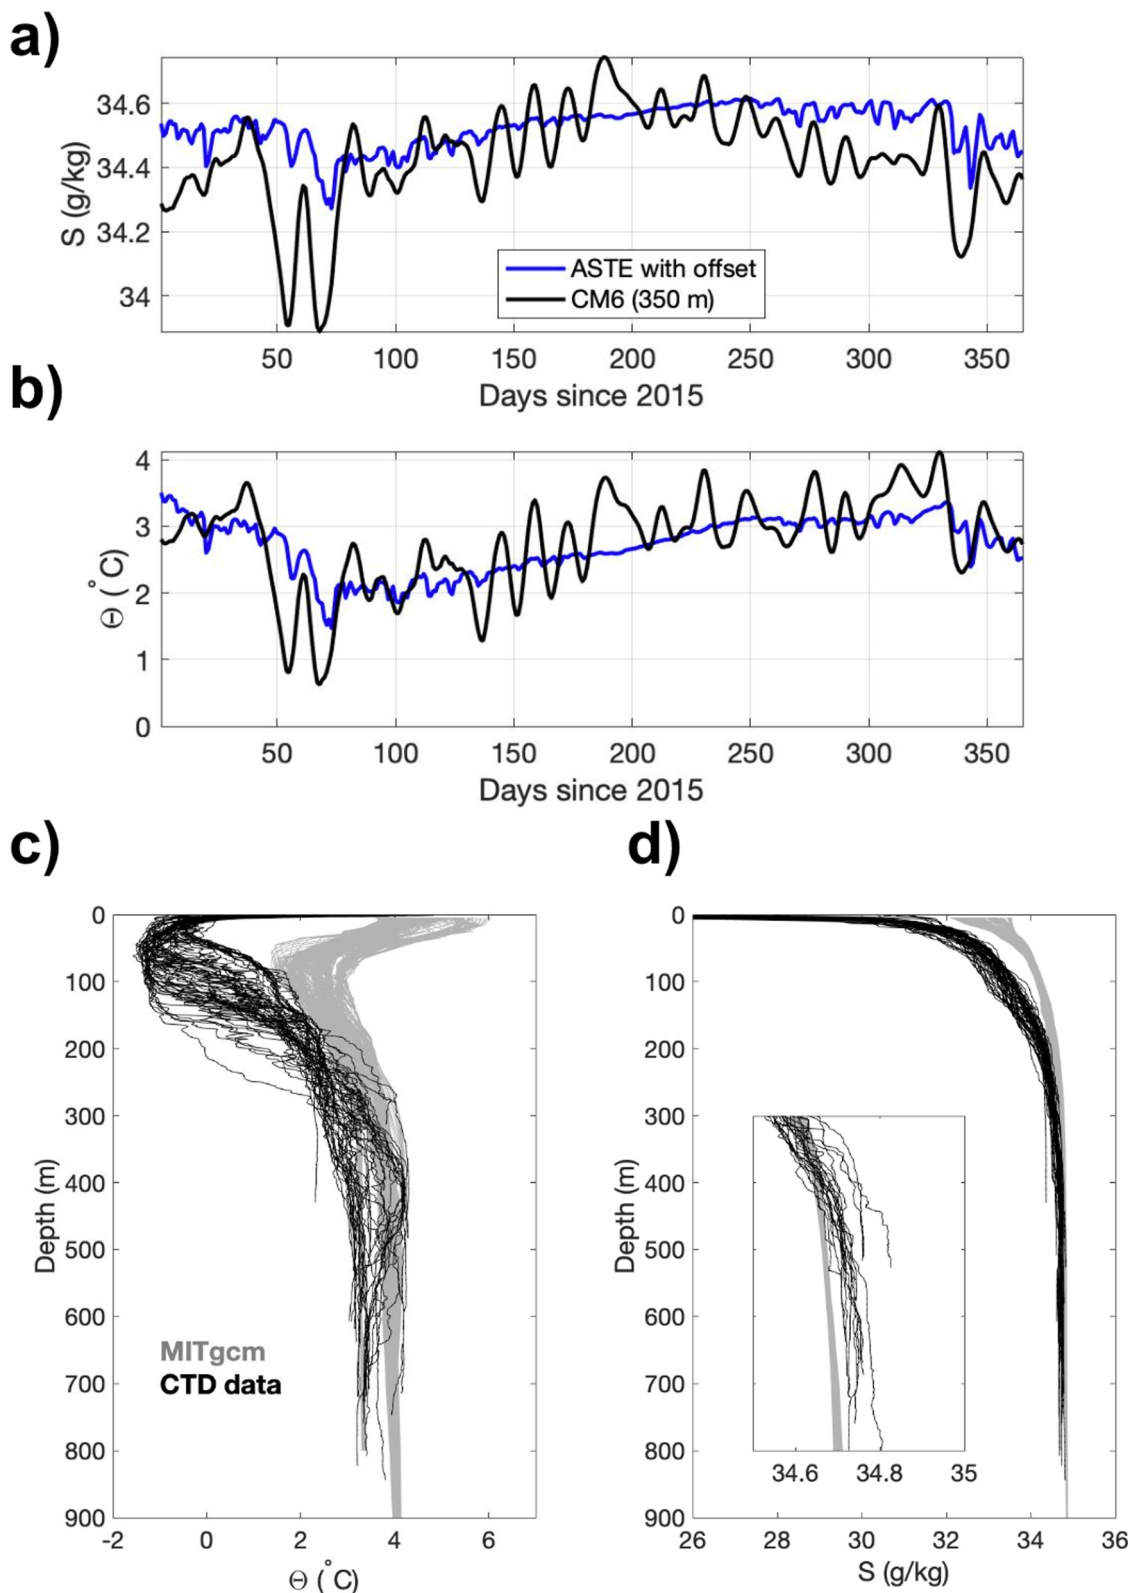 a)
S (g/kg)
34.6
34.4
34.2
34
ASTE with offset
CM6 (350 m)
50 100 150 200 250 300 350
Days since 2015
b)
Θ (°C)
4
3
2
1
0
50 100 150 200 250 300 350
Days since 2015
c)
Depth (m)
0
100
200
300
400
500
600
700
800
900
MITgcm
CTD data
-2 0 2 4 6
Θ (°C)
d)
Depth (m)
0
100
200
300
400
500
600
700
800
900
34.6 34.8 35
26 28 30 32 34 36
S (g/kg)